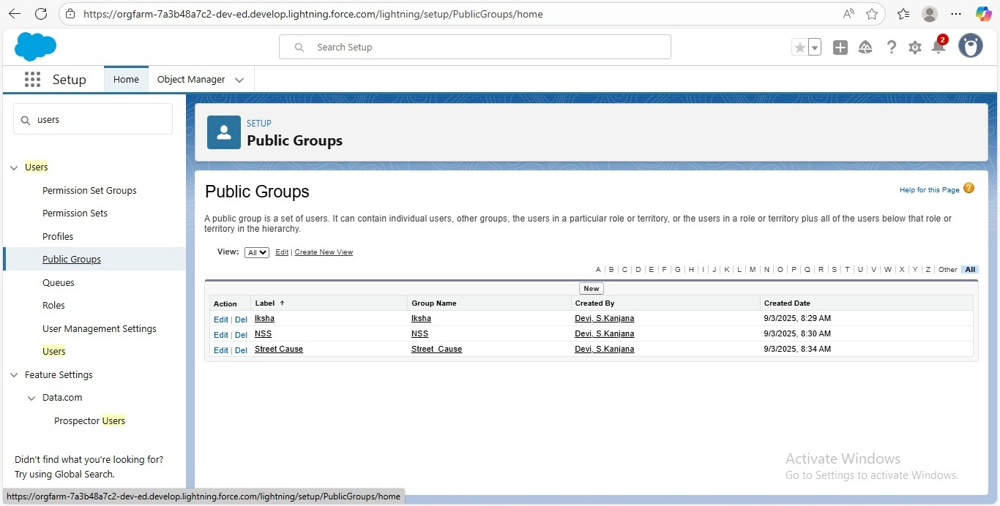 https://orgfarm-7a3b48a7c2-dev-ed.develop.lightning.force.com/lightning/setup/PublicGroups/home
Search Setup
2
Setup
Home
Object Manager
users
SETUP
Public Groups
Users
Permission Set Groups
Permission Sets
Profiles
Public Groups
Queues
Roles
User Management Settings
Users
Feature Settings
Data.com
Prospector Users
Didn't find what you're looking for?
Try using Global Search.
Public Groups
Help for this Page ?
A public group is a set of users. It can contain individual users, other groups, the users in a particular role or territory, or the users in a role or territory plus all of the users below that role or
territory in the hierarchy.
View: All Edit | Create New View
A | B | C | D | E | F | G | H | I | J | K | L | M | N | O | P | Q | R | S | T | U | V | W | X | Y | Z | Other All
New
Action Label ↑ Group Name Created By Created Date
Edit | Del Iksha Iksha Devi, S.Kanjana 9/3/2025, 8:29 AM
Edit | Del NSS NSS Devi, S.Kanjana 9/3/2025, 8:30 AM
Edit | Del Street Cause Street_Cause Devi, S.Kanjana 9/3/2025, 8:34 AM
Activate Windows
Go to Settings to activate Windows.
https://orgfarm-7a3b48a7c2-dev-ed.develop.lightning.force.com/lightning/setup/PublicGroups/home